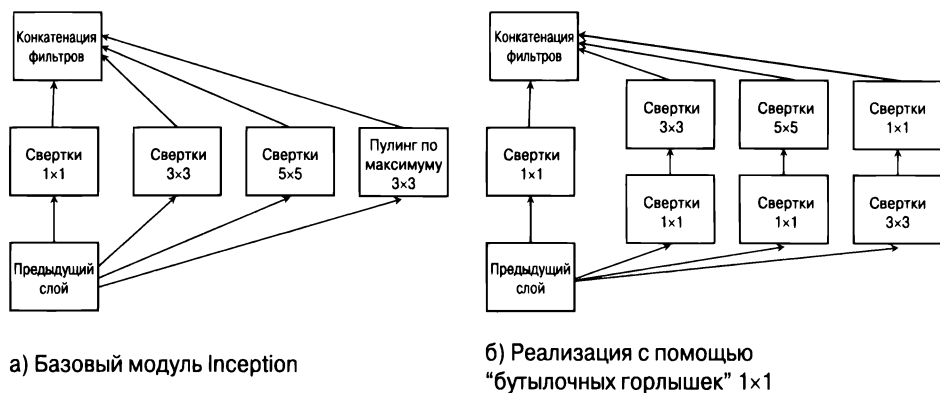 Конкатенация
фильтров
Свертки
1×1
Свертки
3×3
Свертки
5×5
Пулинг по
максимуму
3×3
Предыдущий
слой
а) Базовый модуль Inception
Конкатенация
фильтров
Свертки
3×3
Свертки
5×5
Свертки
1×1
Свертки
1×1
Свертки
1×1
Свертки
1×1
Свертки
3×3
Предыдущий
слой
б) Реализация с помощью
“бутылочных горлышек” 1×1